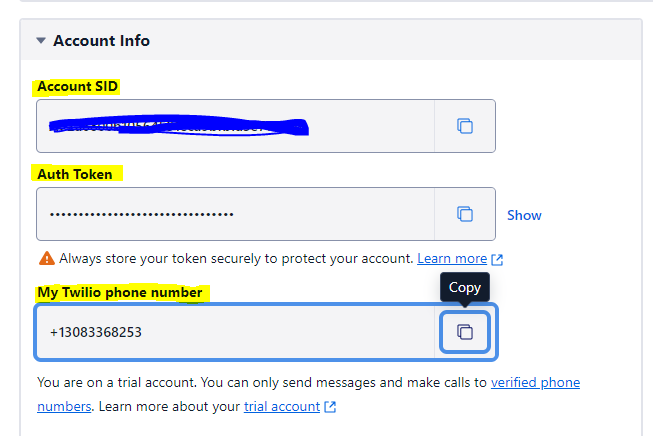 Account Info
Account SID
Auth Token
••••••••••••••••••••••••••••••••
Show
Always store your token securely to protect your account. Learn more
Copy
My Twilio phone number
+13083368253
You are on a trial account. You can only send messages and make calls to verified phone
numbers. Learn more about your trial account